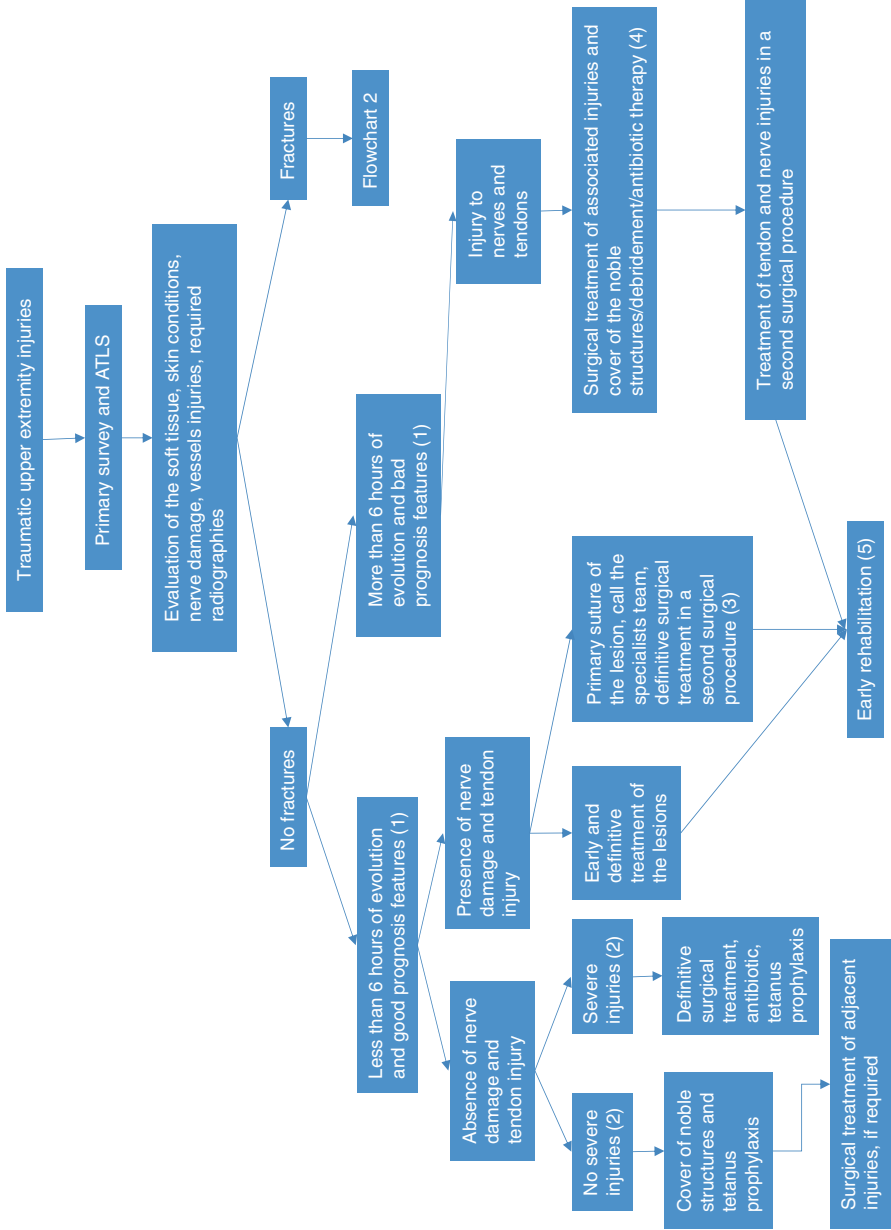 Traumatic upper extremity injuries
Primary survey and ATLS
Evaluation of the soft tissue, skin conditions,
nerve damage, vessels injuries, required
radiographies
No fractures
Fractures
Flowchart 2
Less than 6 hours of evolution
and good prognosis features (1)
More than 6 hours of
evolution and bad
prognosis features (1)
Absence of nerve
damage and
tendon injury
Presence of nerve
damage and tendon
injury
Injury to
nerves and
tendons
No severe
injuries (2)
Severe
injuries (2)
Early and
definitive
treatment of
the lesions
Primary suture of
the lesion, call the
specialists team,
definitive surgical
treatment in a
second surgical
procedure (3)
Surgical treatment of associated injuries and
cover of the noble
structures/debridement/antibiotic therapy (4)
Cover of noble
structures and
tetanus
prophylaxis
Definitive
surgical
treatment,
antibiotic,
tetanus
prophylaxis
Treatment of tendon and nerve injuries in a
second surgical procedure
Surgical treatment of adjacent
injuries, if required
Early rehabilitation (5)